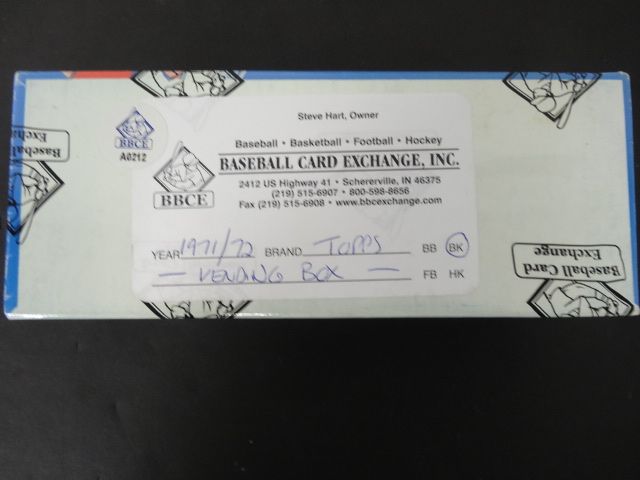 Steve Hart, Owner
Baseball • Basketball • Football • Hockey
BASEBALL CARD EXCHANGE, INC.
2412 US Highway 41 • Schererville, IN 46375
(219) 515-6907 • 800-598-8656
Fax (219) 515-6908 • www.bbcexchange.com
BBCE
A0212
BBCE
YEAR 1971/72 BRAND TOPPS BB BK
— VENDING BOX — FB HK
Baseball Card
Exchange
Baseball
Exch